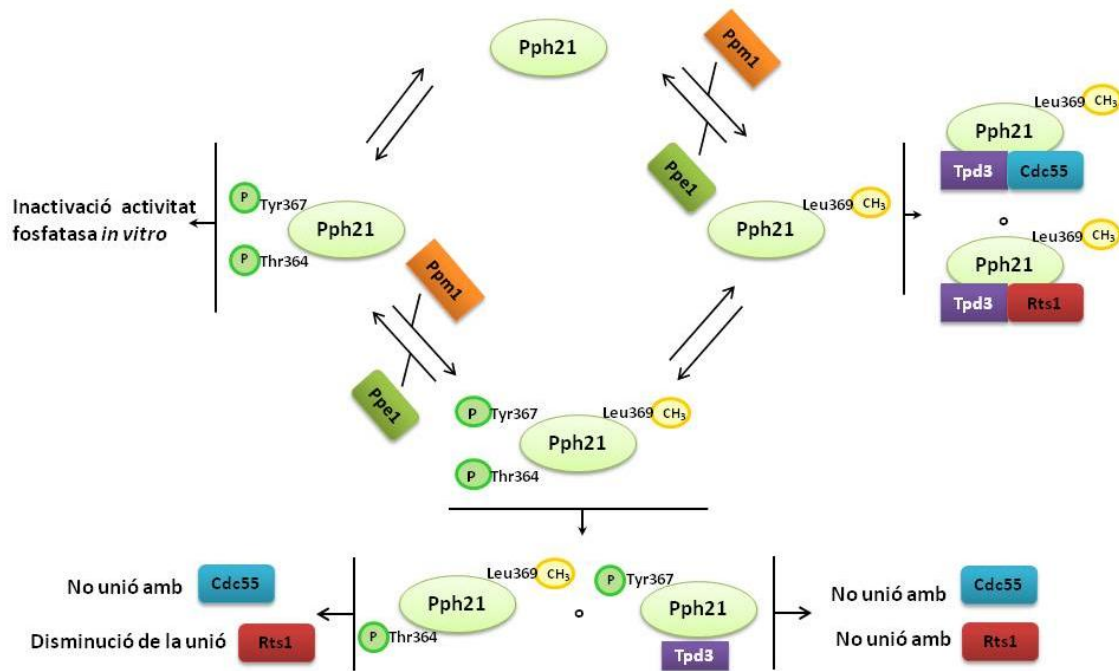 Pph21
Ppm1
Ppe1
Leu369 CH₃
Pph21
Tpd3 Cdc55
o
Leu369 CH₃
Pph21
Tpd3 Rts1
Inactivació activitat
fosfatasa in vitro
P Tyr367
Pph21
P Thr364
Leu369 CH₃
Pph21
Ppm1
Ppe1
P Tyr367
Leu369 CH₃
Pph21
P Thr364
No unió amb Cdc55
Disminució de la unió Rts1
Leu369 CH₃
Pph21
P Thr364
o
P Tyr367
Pph21
Tpd3
No unió amb Cdc55
No unió amb Rts1